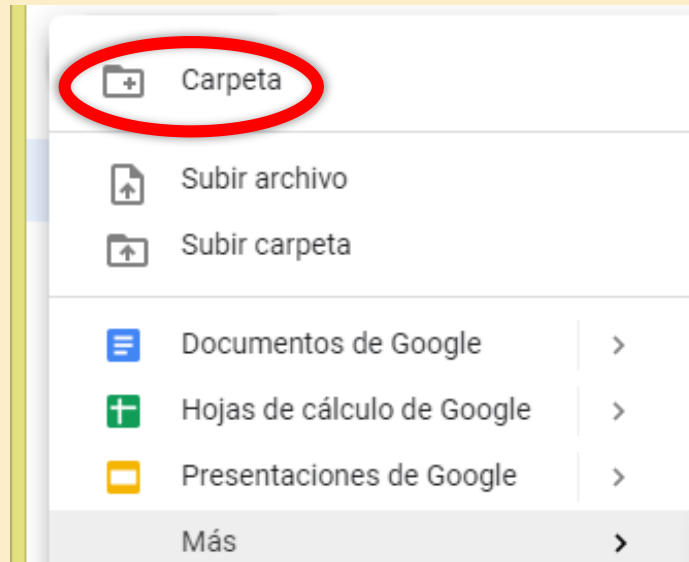 Carpeta
Subir archivo
Subir carpeta
Documentos de Google
Hojas de cálculo de Google
Presentaciones de Google
Más